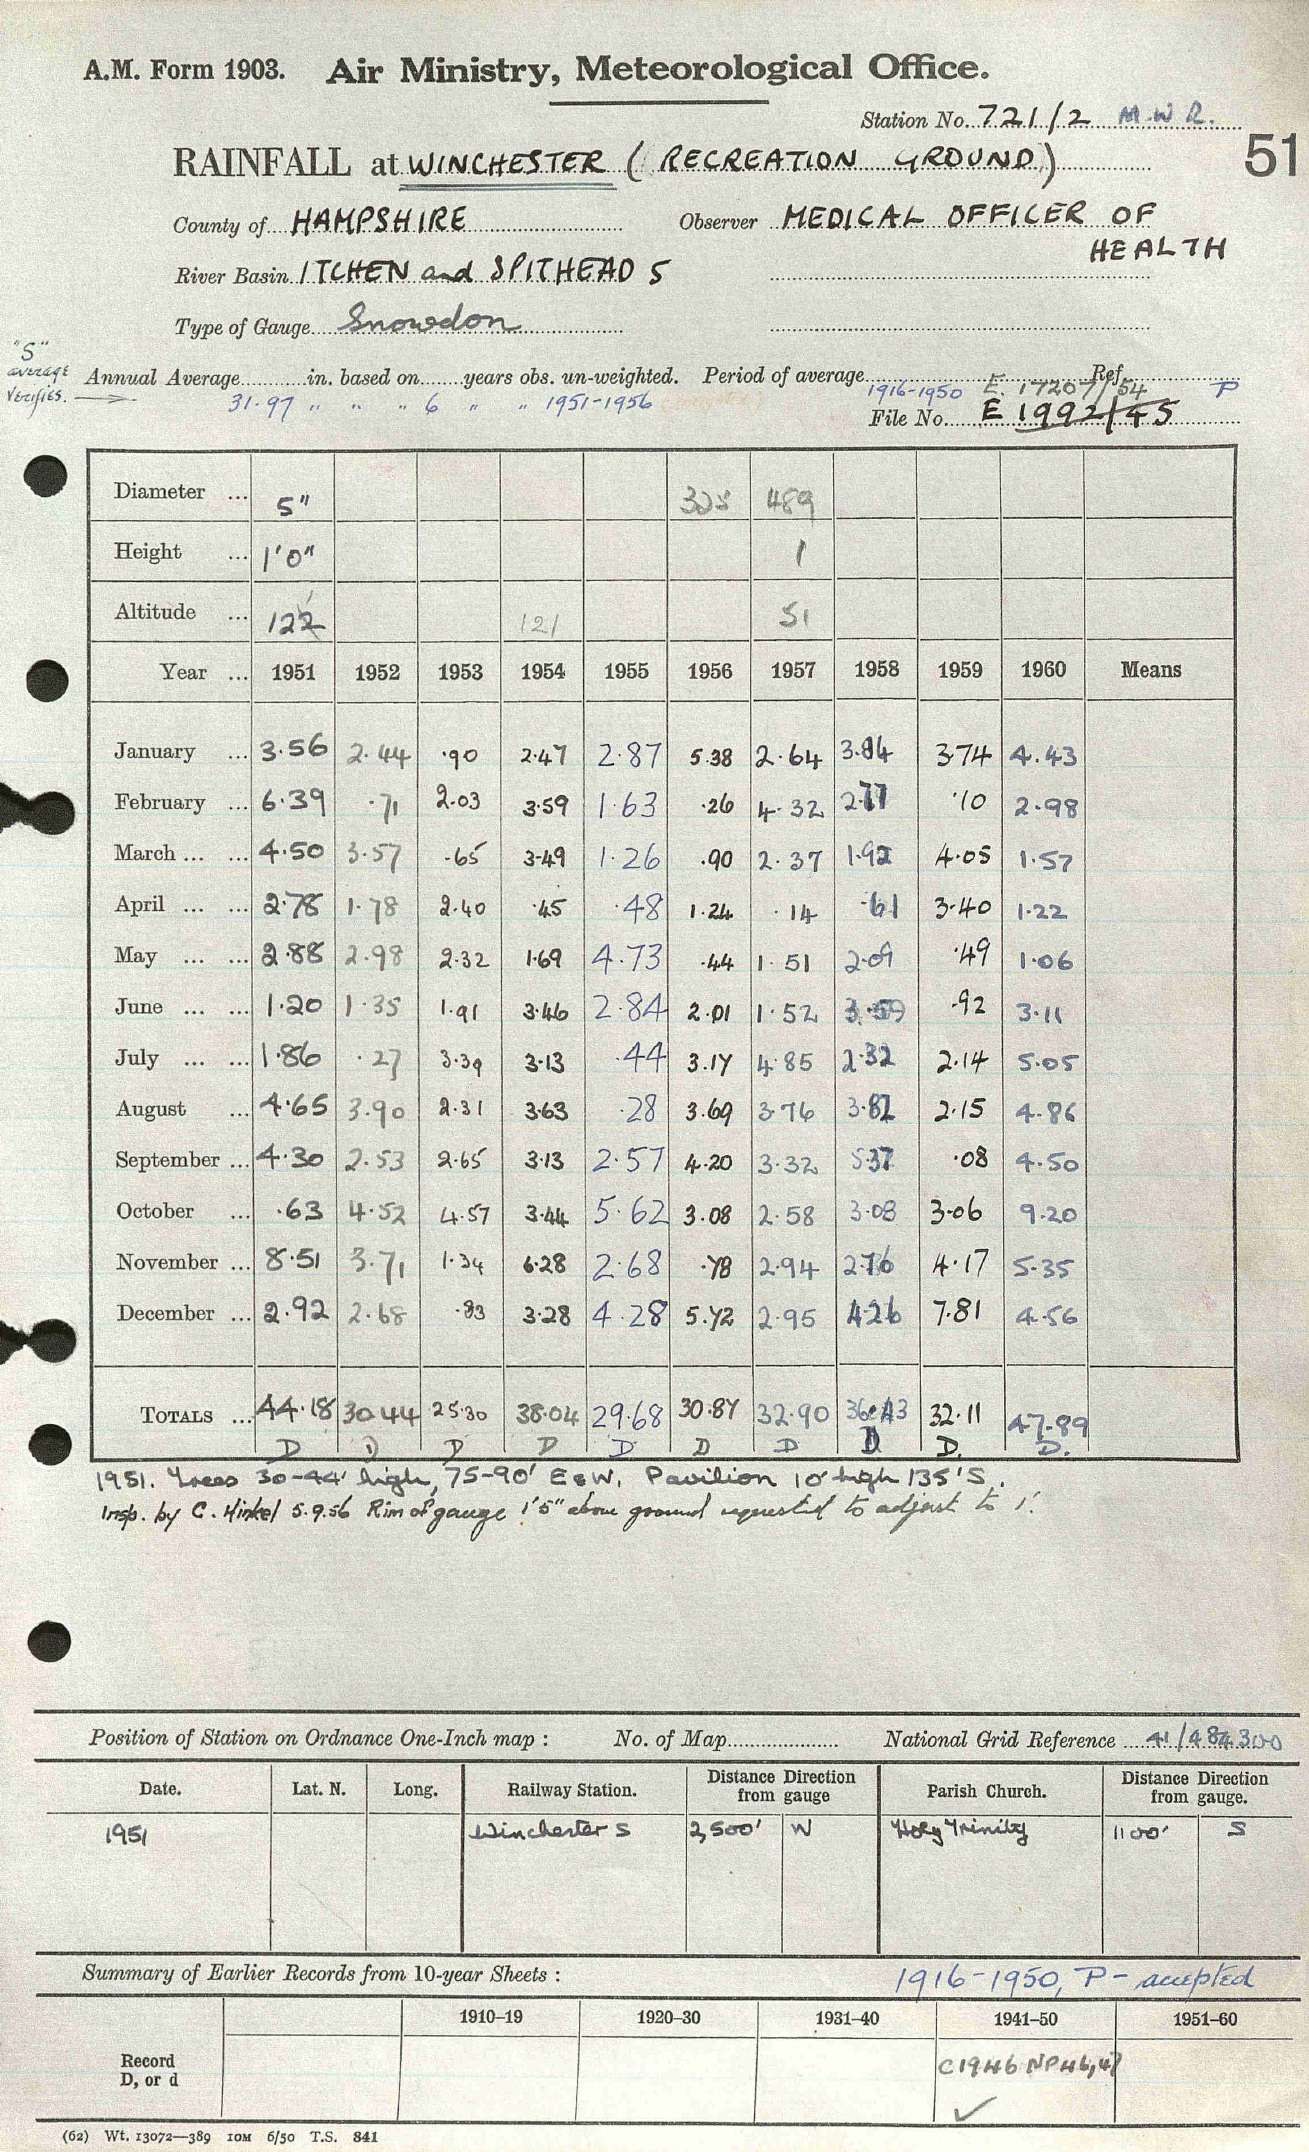 A.M. Form 1903. Air Ministry, Meteorological Office.
Station No. 721/2 M.W.R.
RAINFALL at WINCHESTER (RECREATION GROUND) 51
County of HAMPSHIRE Observer MEDICAL OFFICER OF
HEALTH
River Basin ITCHEN and SPITHEAD 5
Type of Gauge Snowdon
"S"
average
verifies.
Annual Average in. based on years obs. un-weighted. Period of average Ref
31.97 " " " 6 " " 1951-1956 1916-1950 E. 17207/54 P
File No. E 1992/45
Diameter ... 5" 325 489
Height ... 1'0" 1
Altitude ... 122 121 51
Year ... 1951 1952 1953 1954 1955 1956 1957 1958 1959 1960 Means
January ... 3.56 2.44 .90 2.47 2.87 5.38 2.64 3.84 3.74 4.43
February ... 6.39 .71 2.03 3.59 1.63 .26 4.32 2.77 .10 2.98
March ... ... 4.50 3.57 .65 3.49 1.26 .90 2.37 1.92 4.05 1.57
April ... ... 2.78 1.78 2.40 .45 .48 1.24 .14 .61 3.40 1.22
May ... ... 2.88 2.98 2.32 1.69 4.73 .44 1.51 2.09 .49 1.06
June ... ... 1.20 1.35 1.91 3.46 2.84 2.01 1.52 3.59 .92 3.11
July ... ... 1.86 .27 3.39 3.13 .44 3.17 4.85 2.32 2.14 5.05
August ... 4.65 3.90 2.31 3.63 .28 3.69 3.76 3.82 2.15 4.86
September ... 4.30 2.53 2.65 3.13 2.57 4.20 3.32 5.37 .08 4.50
October ... .63 4.52 4.57 3.44 5.62 3.08 2.58 3.08 3.06 9.20
November ... 8.51 3.71 1.34 6.28 2.68 .78 2.94 2.76 4.17 5.35
December ... 2.92 2.68 .83 3.28 4.28 5.72 2.95 4.26 7.81 4.56
TOTALS ... 44.18 30.44 25.30 38.04 29.68 30.87 32.90 36.43 32.11 47.89
D D D D D D D D D. D.
1951. Trees 30-44' high, 75-90' E & W, Pavilion 10' high 135' S.
Insp. by C. Hinkel 5.9.56 Rim of gauge 1'5" above ground requested to adjust to 1'.
Position of Station on Ordnance One-Inch map : No. of Map National Grid Reference 41/484300
Date. Lat. N. Long. Railway Station. Distance Direction from gauge Parish Church. Distance Direction from gauge.
1951 Winchester S 2,500' W Holy Trinity 1100' S
Summary of Earlier Records from 10-year Sheets : 1916-1950, P - accepted
1910–19 1920–30 1931–40 1941–50 1951–60
Record
D, or d
C1946 NP46,47
(62) Wt. 13072—389 10M 6/50 T.S. 841